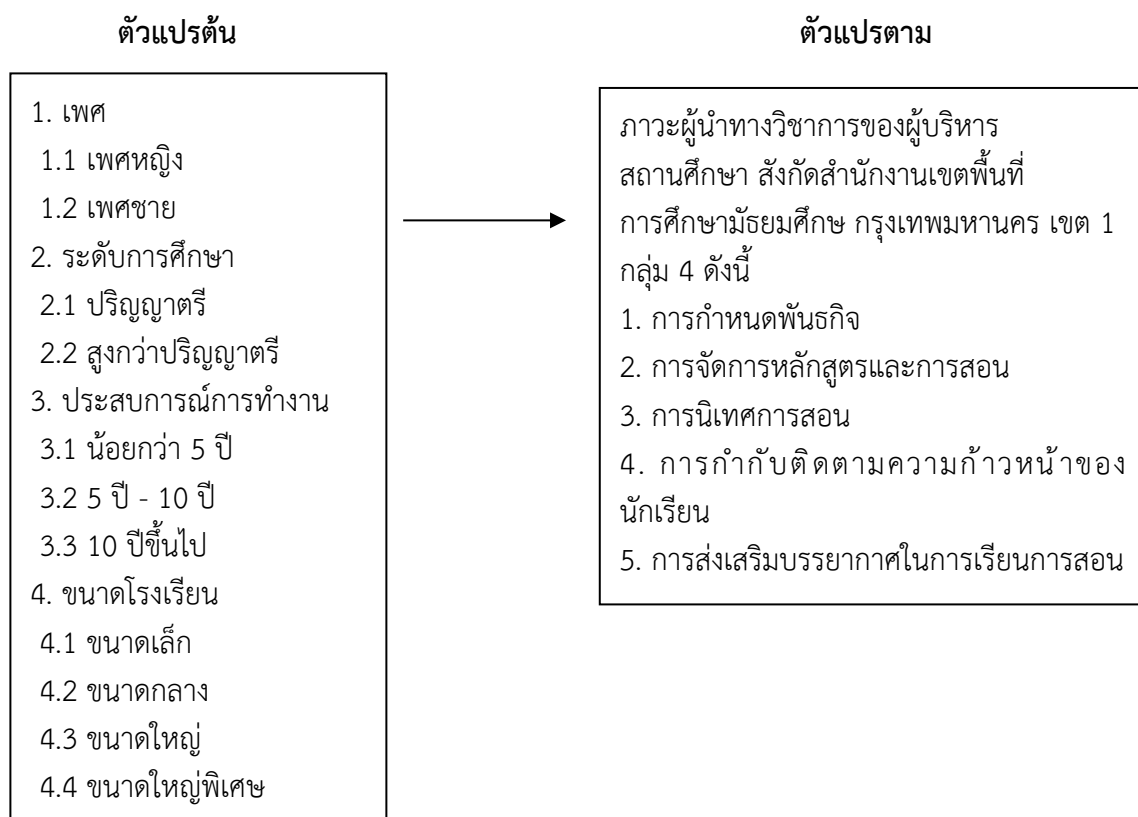 ตัวแปรต้น
1. เพศ
1.1 เพศหญิง
1.2 เพศชาย
2. ระดับการศึกษา
2.1 ปริญญาตรี
2.2 สูงกว่าปริญญาตรี
3. ประสบการณ์การทำงาน
3.1 น้อยกว่า 5 ปี
3.2 5 ปี - 10 ปี
3.3 10 ปีขึ้นไป
4. ขนาดโรงเรียน
4.1 ขนาดเล็ก
4.2 ขนาดกลาง
4.3 ขนาดใหญ่
4.4 ขนาดใหญ่พิเศษ
ตัวแปรตาม
ภาวะผู้นำทางวิชาการของผู้บริหาร
สถานศึกษา สังกัดสำนักงานเขตพื้นที่
การศึกษามัธยมศึกษ กรุงเทพมหานคร เขต 1
กลุ่ม 4 ดังนี้
1. การกำหนดพันธกิจ
2. การจัดการหลักสูตรและการสอน
3. การนิเทศการสอน
4. การกำกับติดตามความก้าวหน้าของ
นักเรียน
5. การส่งเสริมบรรยากาศในการเรียนการสอน